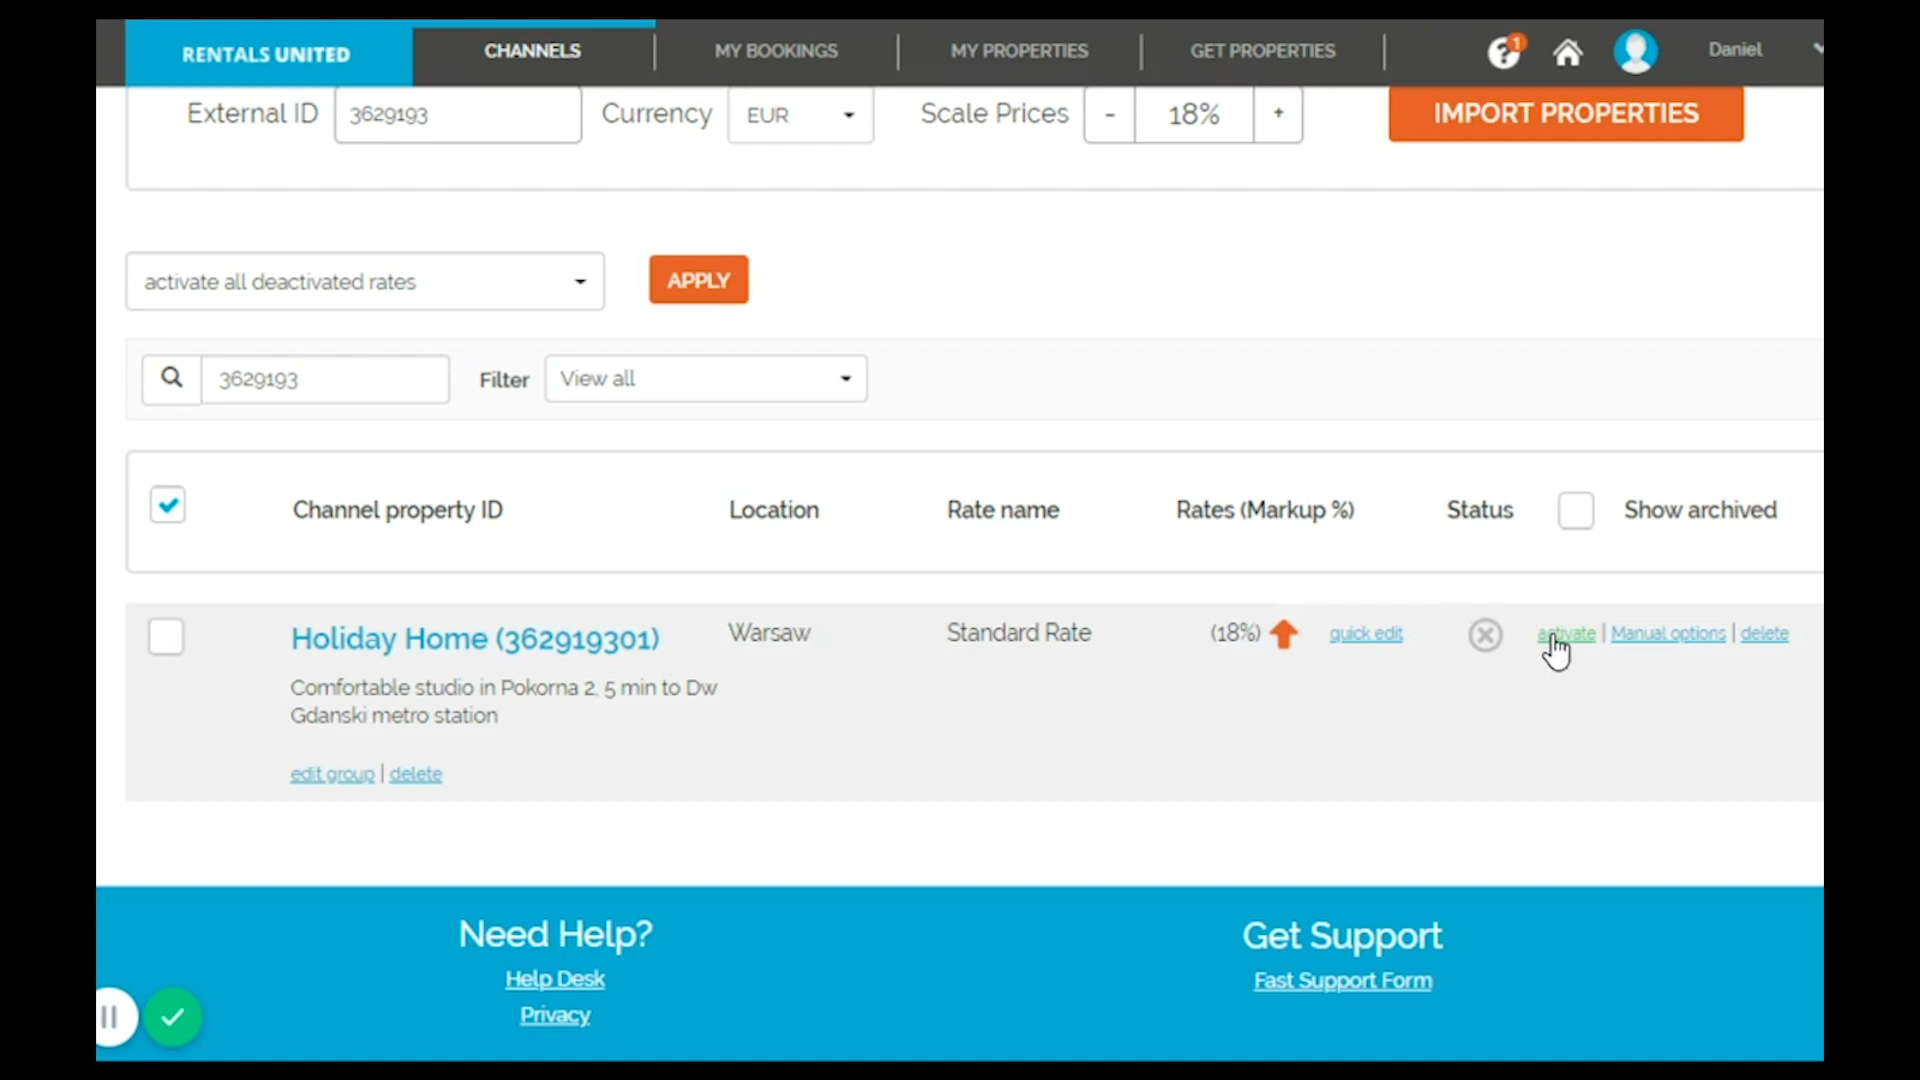 RENTALS UNITED CHANNELS MY BOOKINGS MY PROPERTIES GET PROPERTIES 1 Daniel
External ID 3629193 Currency EUR Scale Prices - 18% + IMPORT PROPERTIES
activate all deactivated rates APPLY
3629193 Filter View all
Channel property ID Location Rate name Rates (Markup %) Status Show archived
Holiday Home (362919301) Warsaw Standard Rate (18%) quick edit activate | Manual options | delete
Comfortable studio in Pokorna 2, 5 min to Dw
Gdanski metro station
edit group | delete
Need Help? Get Support
Help Desk Fast Support Form
Privacy